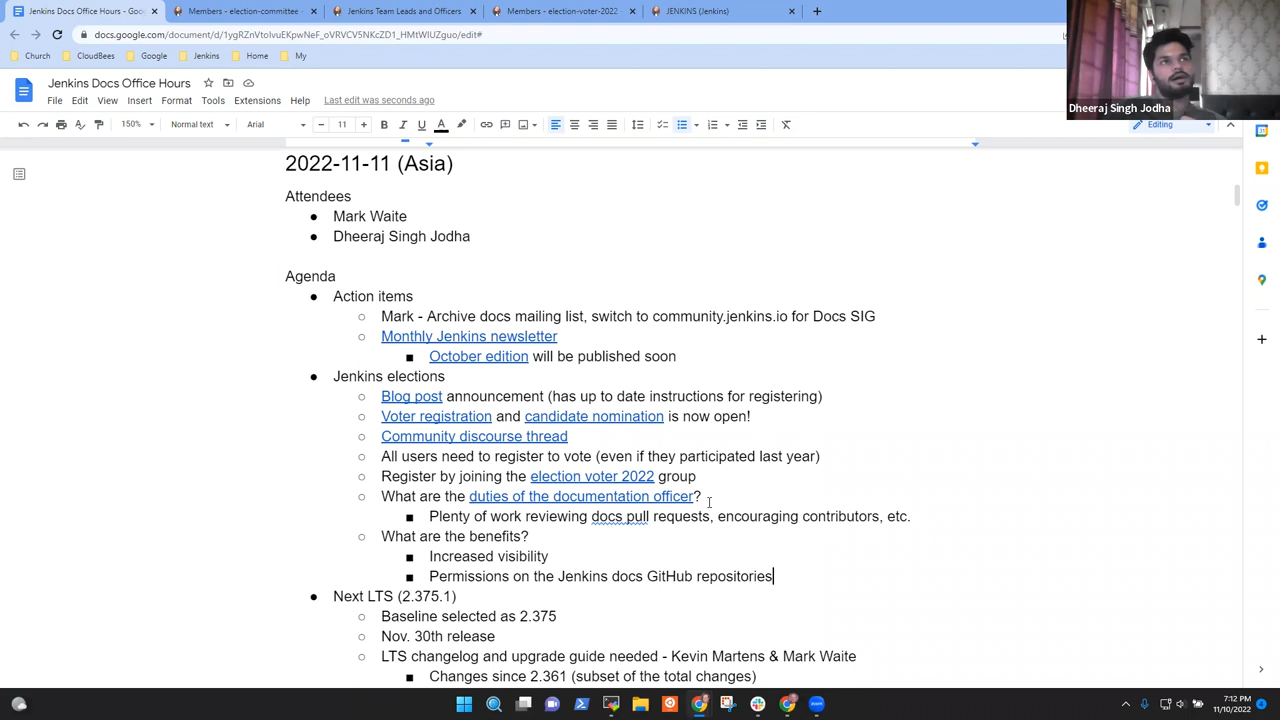 Jenkins Docs Office Hours - Goo
Members - election-committee -
Jenkins Team Leads and Officers
Members - election-voter-2022 -
JENKINS (Jenkins)
docs.google.com/document/d/1ygRZnVtoIvuEKpwNeF_oVRVCV5NKcZD1_HMtWIUZguo/edit#
Church
CloudBees
Google
Jenkins
Home
My
Jenkins Docs Office Hours
File Edit View Insert Format Tools Extensions Help Last edit was seconds ago
150% Normal text Arial 11 Editing
Dheeraj Singh Jodha
2022-11-11 (Asia)
Attendees
Mark Waite
Dheeraj Singh Jodha
Agenda
Action items
Mark - Archive docs mailing list, switch to community.jenkins.io for Docs SIG
Monthly Jenkins newsletter
October edition will be published soon
Jenkins elections
Blog post announcement (has up to date instructions for registering)
Voter registration and candidate nomination is now open!
Community discourse thread
All users need to register to vote (even if they participated last year)
Register by joining the election voter 2022 group
What are the duties of the documentation officer?
Plenty of work reviewing docs pull requests, encouraging contributors, etc.
What are the benefits?
Increased visibility
Permissions on the Jenkins docs GitHub repositories
Next LTS (2.375.1)
Baseline selected as 2.375
Nov. 30th release
LTS changelog and upgrade guide needed - Kevin Martens & Mark Waite
Changes since 2.361 (subset of the total changes)
7:12 PM
11/10/2022